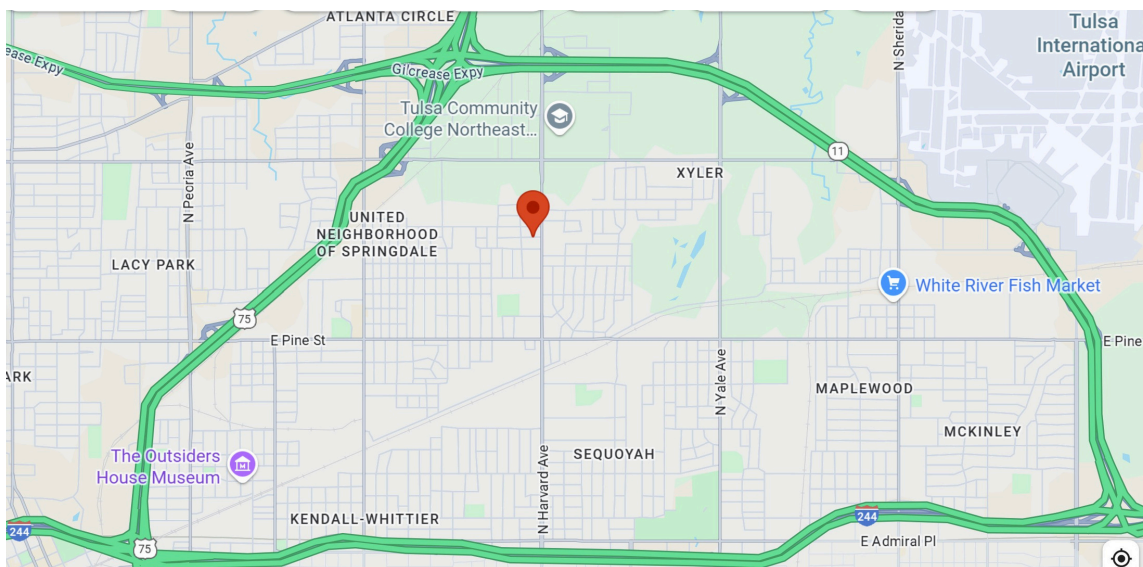 ATLANTA CIRCLE
Tulsa
International
Airport
ease Expy
Gilcrease Expy
N Sherida
Tulsa Community
College Northeast...
11
N Peoria Ave
XYLER
UNITED
NEIGHBORHOOD
OF SPRINGDALE
LACY PARK
White River Fish Market
75
E Pine St
E Pine
ARK
N Yale Ave
MAPLEWOOD
MCKINLEY
The Outsiders
House Museum
SEQUOYAH
N Harvard Ave
KENDALL-WHITTIER
244
244
75
E Admiral Pl